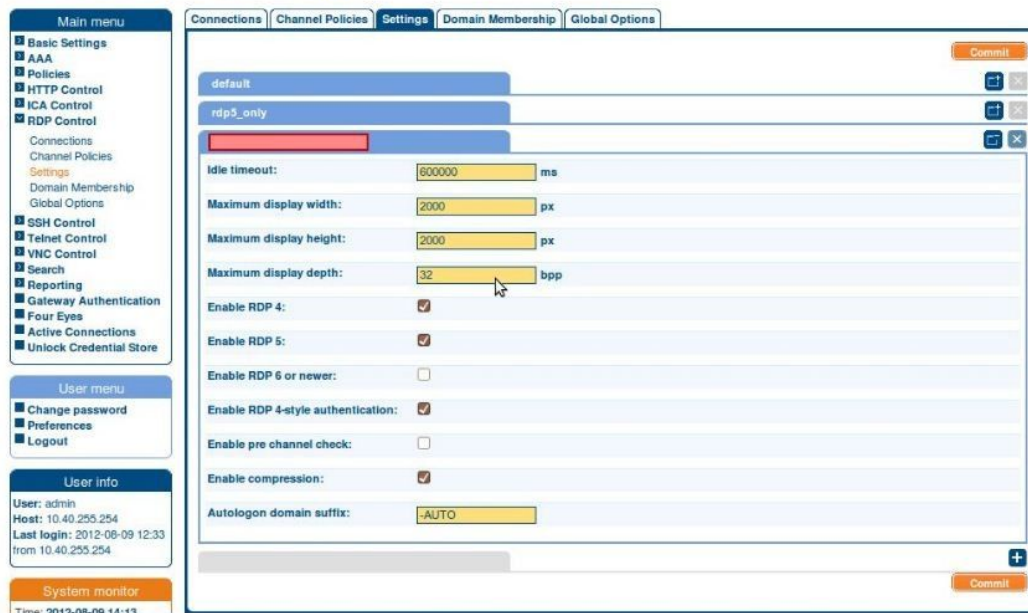 Main menu
Basic Settings
AAA
Policies
HTTP Control
ICA Control
RDP Control
Connections
Channel Policies
Settings
Domain Membership
Global Options
SSH Control
Telnet Control
VNC Control
Search
Reporting
Gateway Authentication
Four Eyes
Active Connections
Unlock Credential Store
User menu
Change password
Preferences
Logout
User info
User: admin
Host: 10.40.255.254
Last login: 2012-08-09 12:33
from 10.40.255.254
System monitor
Time: 2012-08-09 14:13
Connections Channel Policies Settings Domain Membership Global Options
Commit
default
rdp5_only
Idle timeout: 600000 ms
Maximum display width: 2000 px
Maximum display height: 2000 px
Maximum display depth: 32 bpp
Enable RDP 4:
Enable RDP 5:
Enable RDP 6 or newer:
Enable RDP 4-style authentication:
Enable pre channel check:
Enable compression:
Autologon domain suffix: -AUTO
Commit